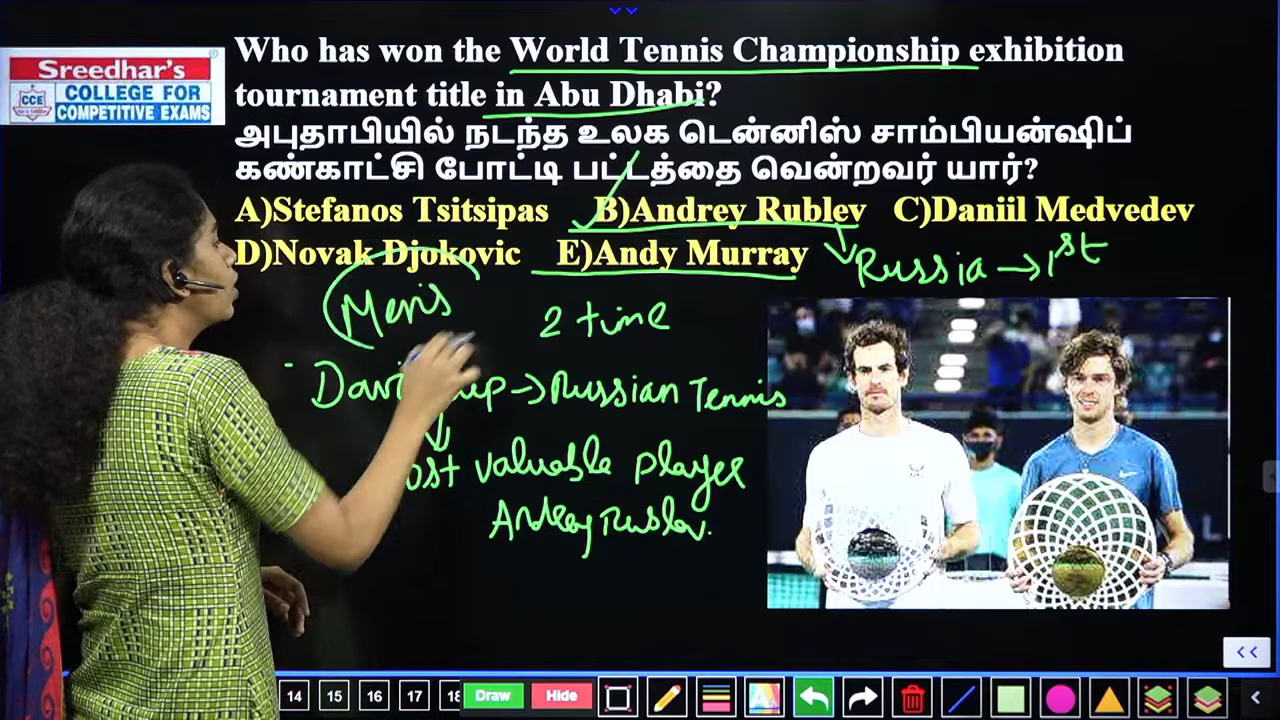 Sreedhar's
CCE
COLLEGE FOR
COMPETITIVE EXAMS
Who has won the World Tennis Championship exhibition
tournament title in Abu Dhabi?
அபுதாபியில் நடந்த உலக டென்னிஸ் சாம்பியன்ஷிப்
கண்காட்சி போட்டி பட்டத்தை வென்றவர் யார்?
A)Stefanos Tsitsipas B)Andrey Rublev C)Daniil Medvedev
D)Novak Djokovic E)Andy Murray
Russia → 1st
Men's
2 time
Russian Tennis
valuable player
Rublev.
<<
14 15 16 17 18 Draw Hide